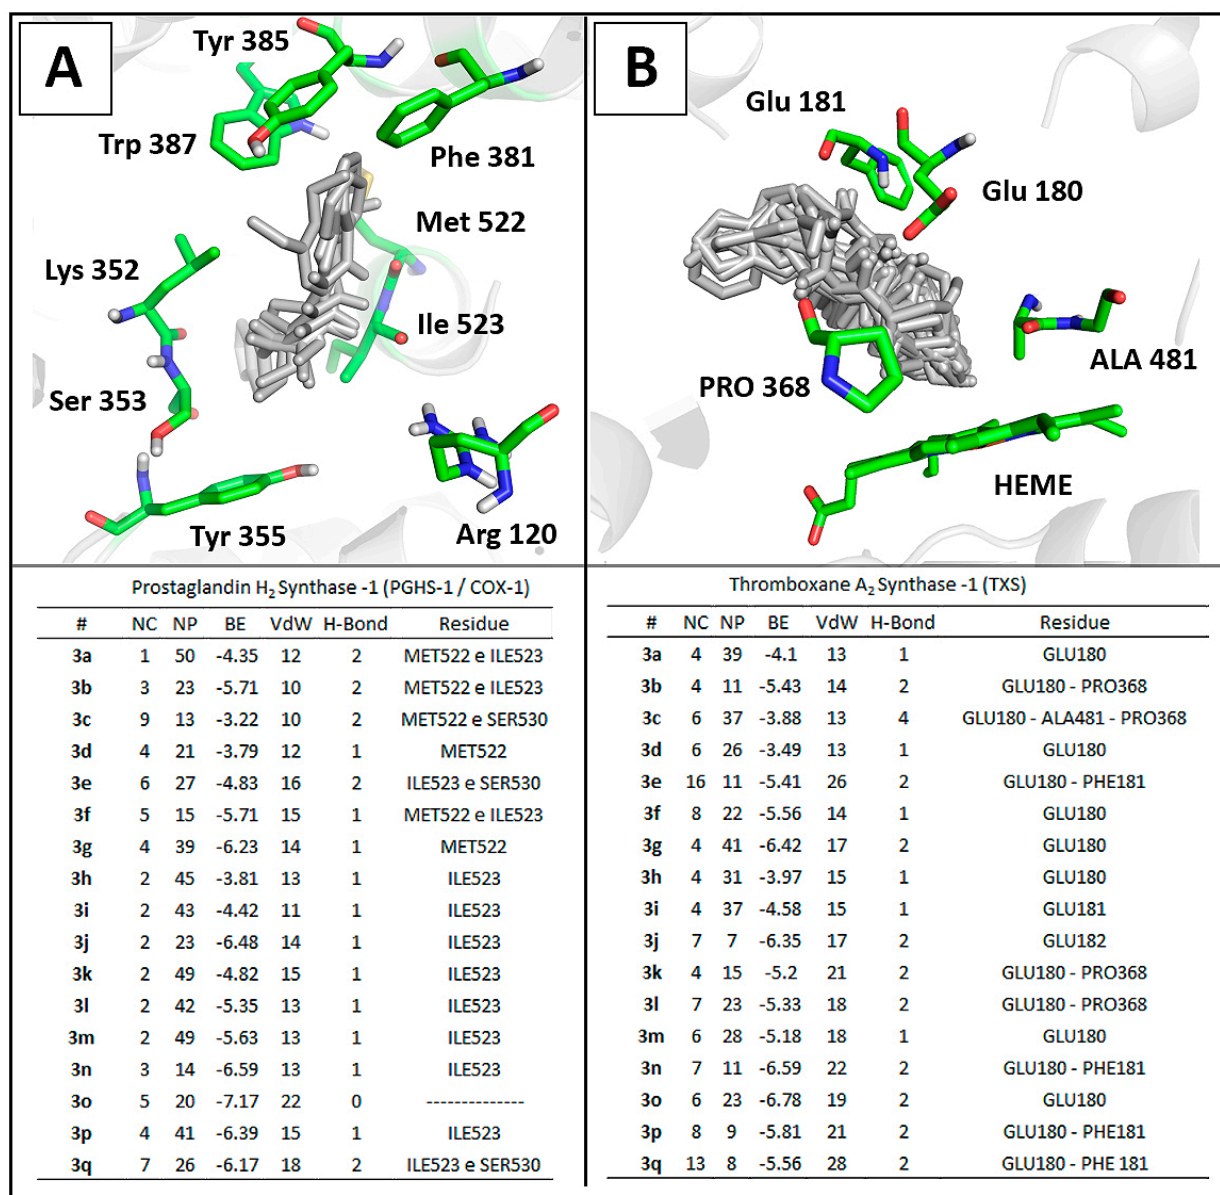 A
Tyr 385
Trp 387
Phe 381
Met 522
Lys 352
Ile 523
Ser 353
Tyr 355
Arg 120
B
Glu 181
Glu 180
PRO 368
ALA 481
HEME
Prostaglandin H2 Synthase -1 (PGHS-1 / COX-1)
# NC NP BE VdW H-Bond Residue
3a 1 50 -4.35 12 2 MET522 e ILE523
3b 3 23 -5.71 10 2 MET522 e ILE523
3c 9 13 -3.22 10 2 MET522 e SER530
3d 4 21 -3.79 12 1 MET522
3e 6 27 -4.83 16 2 ILE523 e SER530
3f 5 15 -5.71 15 1 MET522 e ILE523
3g 4 39 -6.23 14 1 MET522
3h 2 45 -3.81 13 1 ILE523
3i 2 43 -4.42 11 1 ILE523
3j 2 23 -6.48 14 1 ILE523
3k 2 49 -4.82 15 1 ILE523
3l 2 42 -5.35 13 1 ILE523
3m 2 49 -5.63 13 1 ILE523
3n 3 14 -6.59 13 1 ILE523
3o 5 20 -7.17 22 0 --------------
3p 4 41 -6.39 15 1 ILE523
3q 7 26 -6.17 18 2 ILE523 e SER530
Thromboxane A2 Synthase -1 (TXS)
# NC NP BE VdW H-Bond Residue
3a 4 39 -4.1 13 1 GLU180
3b 4 11 -5.43 14 2 GLU180 - PRO368
3c 6 37 -3.88 13 4 GLU180 - ALA481 - PRO368
3d 6 26 -3.49 13 1 GLU180
3e 16 11 -5.41 26 2 GLU180 - PHE181
3f 8 22 -5.56 14 1 GLU180
3g 4 41 -6.42 17 2 GLU180
3h 4 31 -3.97 15 1 GLU180
3i 4 37 -4.58 15 1 GLU181
3j 7 7 -6.35 17 2 GLU182
3k 4 15 -5.2 21 2 GLU180 - PRO368
3l 7 23 -5.33 18 2 GLU180 - PRO368
3m 6 28 -5.18 18 1 GLU180
3n 7 11 -6.59 22 2 GLU180 - PHE181
3o 6 23 -6.78 19 2 GLU180
3p 8 9 -5.81 21 2 GLU180 - PHE181
3q 13 8 -5.56 28 2 GLU180 - PHE 181